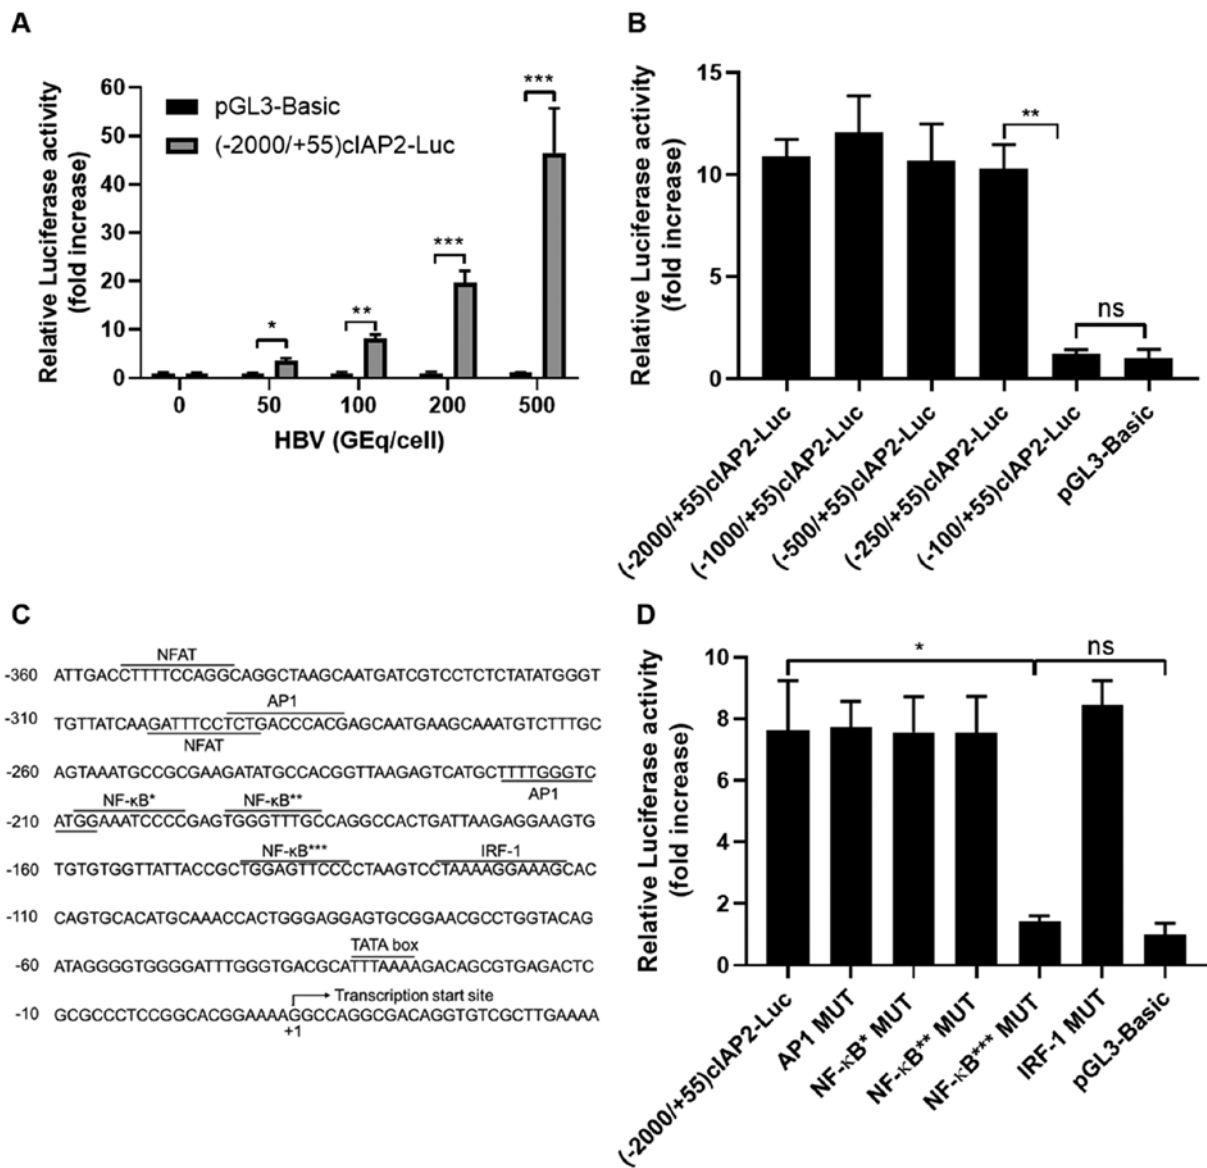 A
Relative Luciferase activity
(fold increase)
60
50
40
30
20
10
0
pGL3-Basic
(-2000/+55)cIAP2-Luc
*
**
***
***
0 50 100 200 500
HBV (GEq/cell)
B
Relative Luciferase activity
(fold increase)
15
10
5
0
**
ns
(-2000/+55)cIAP2-Luc
(-1000/+55)cIAP2-Luc
(-500/+55)cIAP2-Luc
(-250/+55)cIAP2-Luc
(-100/+55)cIAP2-Luc
pGL3-Basic
C
NFAT
-360 ATTGACCTTTTCCAGGCAGGCTAAGCAATGATCGTCCTCTCTATATGGGT
AP1
-310 TGTTATCAAGATTTCCTCTGACCCACGAGCAATGAAGCAAATGTCTTTGC
NFAT
-260 AGTAAATGCCGCGAAGATATGCCACGGTTAAGAGTCATGCTTTTGGGTC
AP1
NF-κB* NF-κB**
-210 ATGGAAATCCCCGAGTGGGTTTGCCAGGCCACTGATTAAGAGGAAGTG
NF-κB*** IRF-1
-160 TGTGTGGTTATTACCGCTGGAGTTCCCCTAAGTCCTAAAAGGAAAGCAC
-110 CAGTGCACATGCAAACCACTGGGAGGAGTGCGGAACGCCTGGTACAG
TATA box
-60 ATAGGGGTGGGGATTTGGGTGACGCATTTAAAAGACAGCGTGAGACTC
Transcription start site
-10 GCGCCCTCCGGCACGGAAAAGGCCAGGCGACAGGTGTCGCTTGAAAA
+1
D
Relative Luciferase activity
(fold increase)
10
8
6
4
2
0
*
ns
(-2000/+55)cIAP2-Luc
AP1 MUT
NF-κB* MUT
NF-κB** MUT
NF-κB*** MUT
IRF-1 MUT
pGL3-Basic